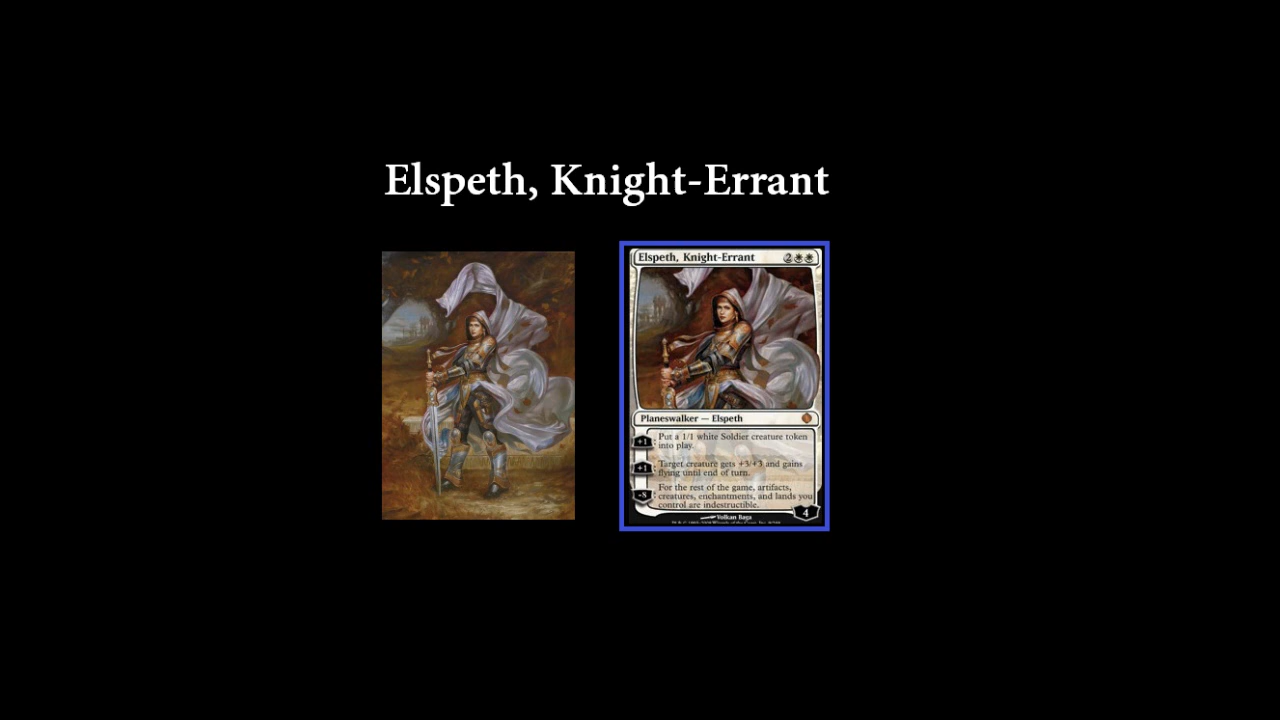 Elspeth, Knight-Errant
Elspeth, Knight-Errant 2
Planeswalker — Elspeth
+1: Put a 1/1 white Soldier creature token
into play.
+1: Target creature gets +3/+3 and gains
flying until end of turn.
-8: For the rest of the game, artifacts,
creatures, enchantments, and lands you
control are indestructible.
4
Volkan Baga